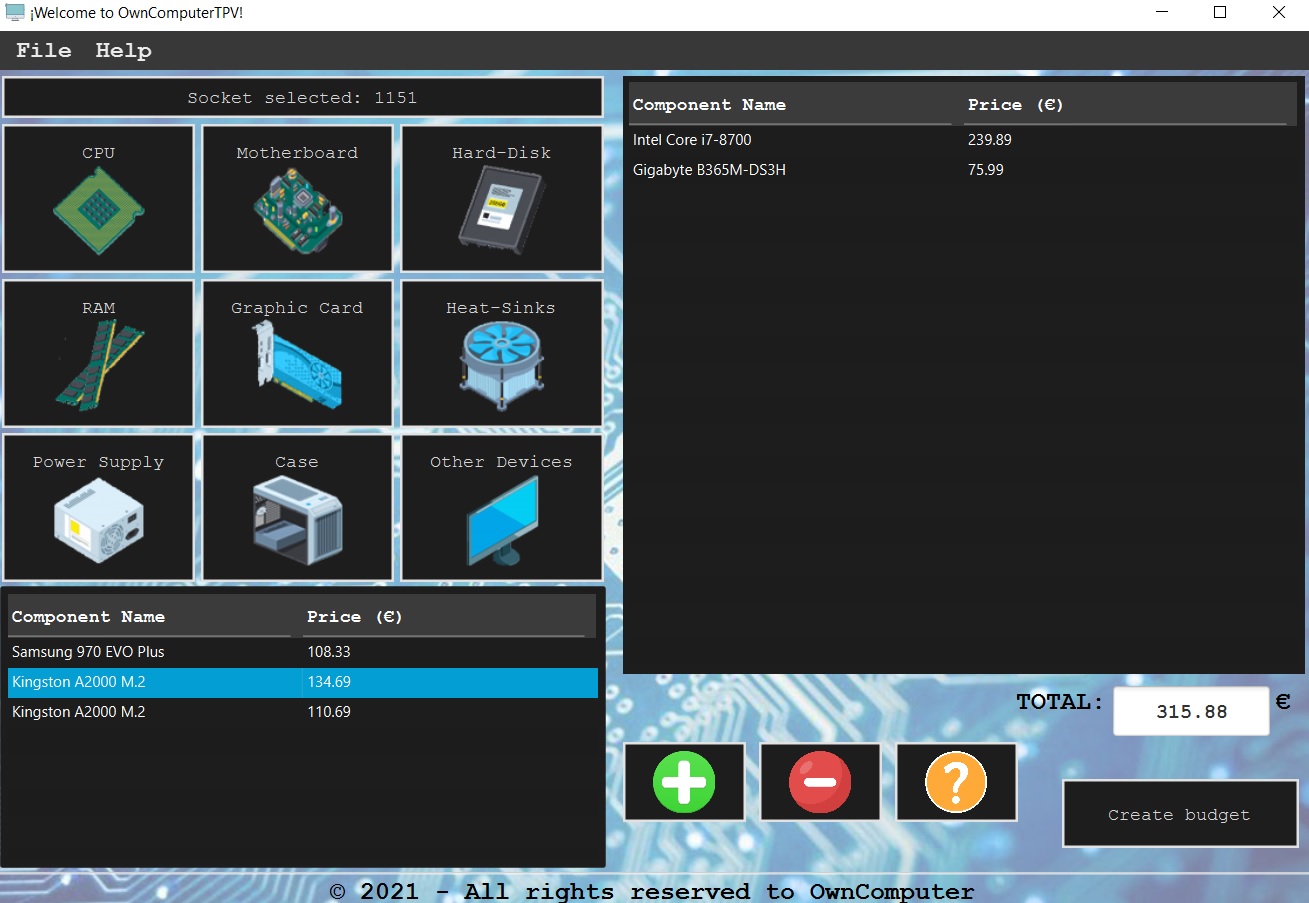 ¡Welcome to OwnComputerTPV!
File Help
Socket selected: 1151
CPU
Motherboard
Hard-Disk
RAM
Graphic Card
Heat-Sinks
Power Supply
Case
Other Devices
Component Name Price (€)
Samsung 970 EVO Plus 108.33
Kingston A2000 M.2 134.69
Kingston A2000 M.2 110.69
Component Name Price (€)
Intel Core i7-8700 239.89
Gigabyte B365M-DS3H 75.99
TOTAL: 315.88 €
Create budget
© 2021 - All rights reserved to OwnComputer